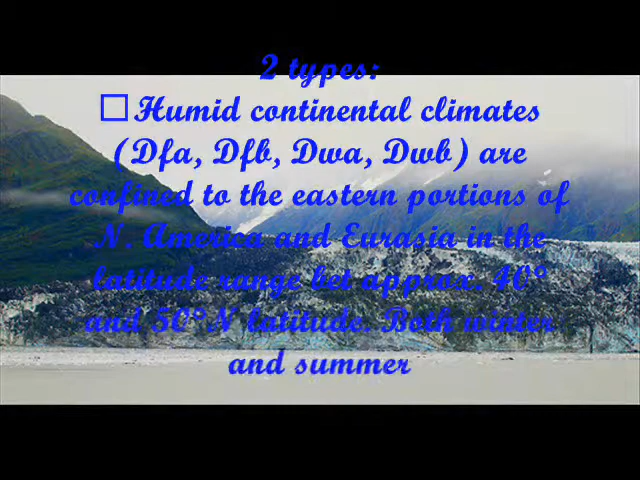 2 types:
□Humid continental climates
(Dfa, Dfb, Dwa, Dwb) are
confined to the eastern portions of
N. America and Eurasia in the
latitude range bet approx. 40°
and 50°N latitude. Both winter
and summer